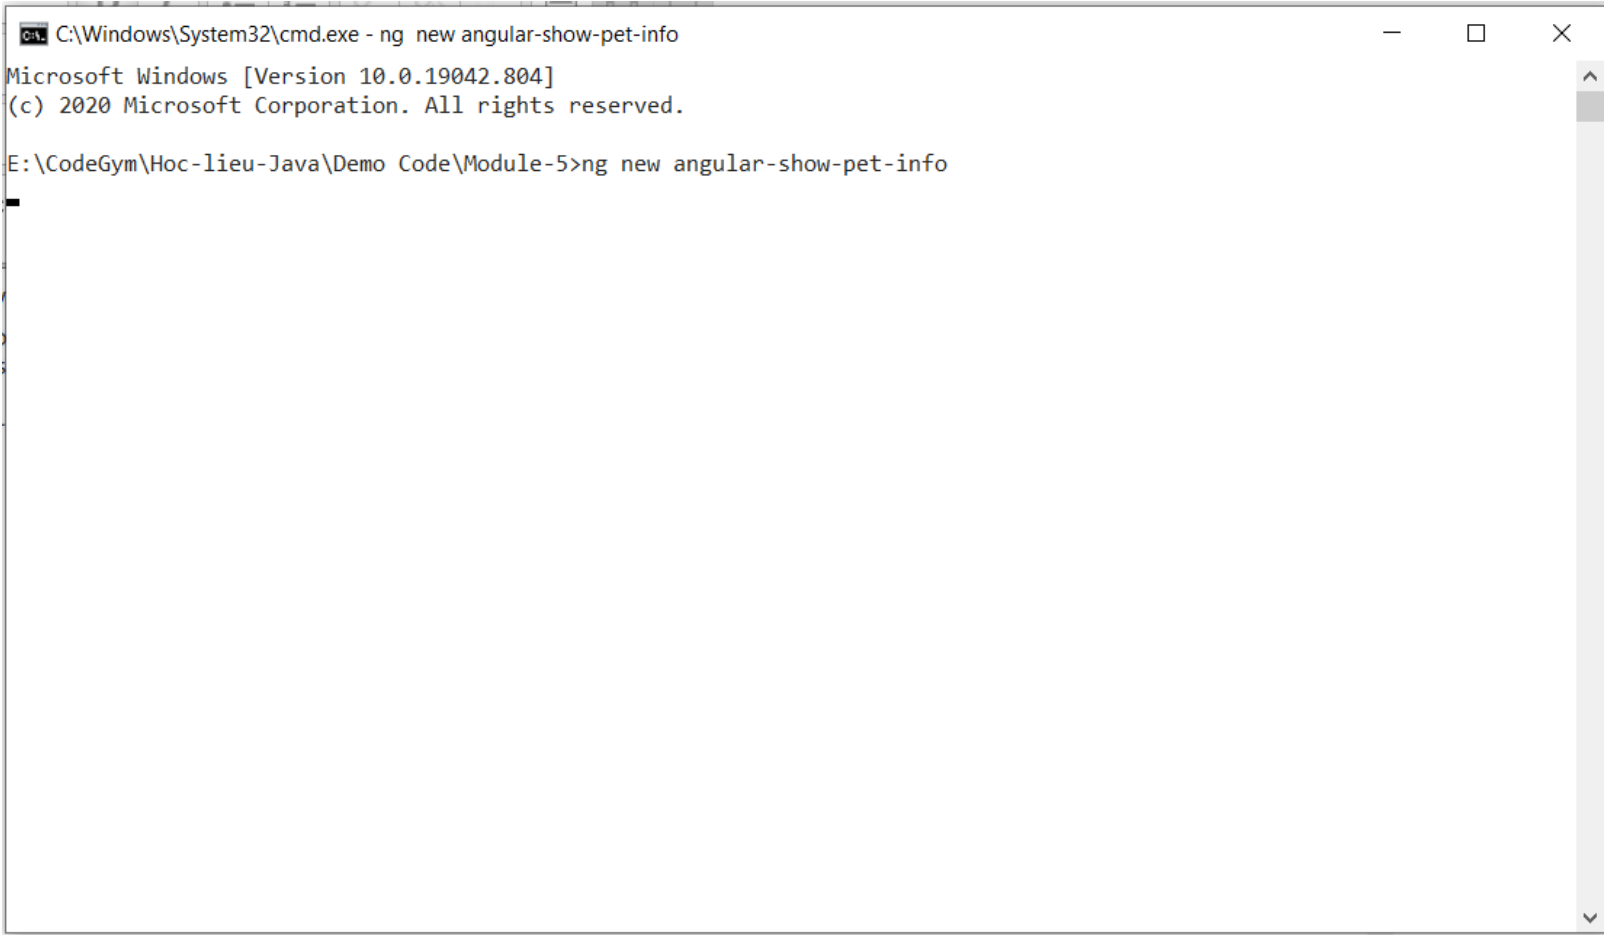 C:\Windows\System32\cmd.exe - ng  new angular-show-pet-info
Microsoft Windows [Version 10.0.19042.804]
(c) 2020 Microsoft Corporation. All rights reserved.
E:\CodeGym\Hoc-lieu-Java\Demo Code\Module-5>ng new angular-show-pet-info